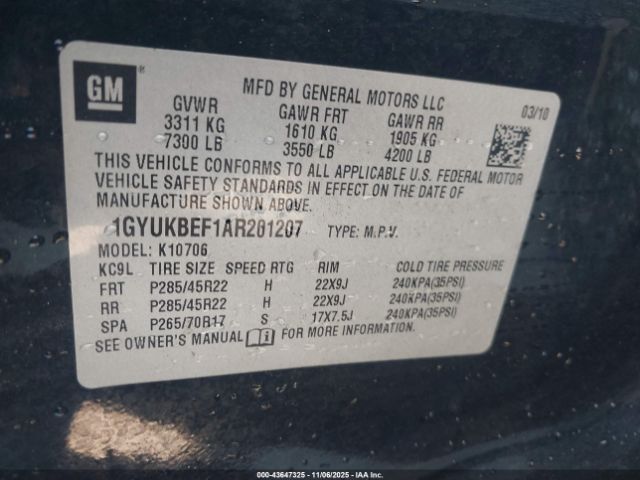 GM ®
MFD BY GENERAL MOTORS LLC
03/10
GVWR GAWR FRT GAWR RR
3311 KG 1610 KG 1905 KG
7300 LB 3550 LB 4200 LB
THIS VEHICLE CONFORMS TO ALL APPLICABLE U.S. FEDERAL MOTOR
VEHICLE SAFETY STANDARDS IN EFFECT ON THE DATE OF
MANUFACTURE SHOWN ABOVE.
1GYUKBEF1AR281207 TYPE: M.P.V.
MODEL: K10706
KC9L TIRE SIZE SPEED RTG RIM COLD TIRE PRESSURE
FRT P285/45R22 H 22X9J 240KPA(35PSI)
RR P285/45R22 H 22X9J 240KPA(35PSI)
SPA P265/70R17 S 17X7.5J 240KPA(35PSI)
SEE OWNER'S MANUAL FOR MORE INFORMATION.
000-43647325 - 11/06/2025 - IAAI.COM